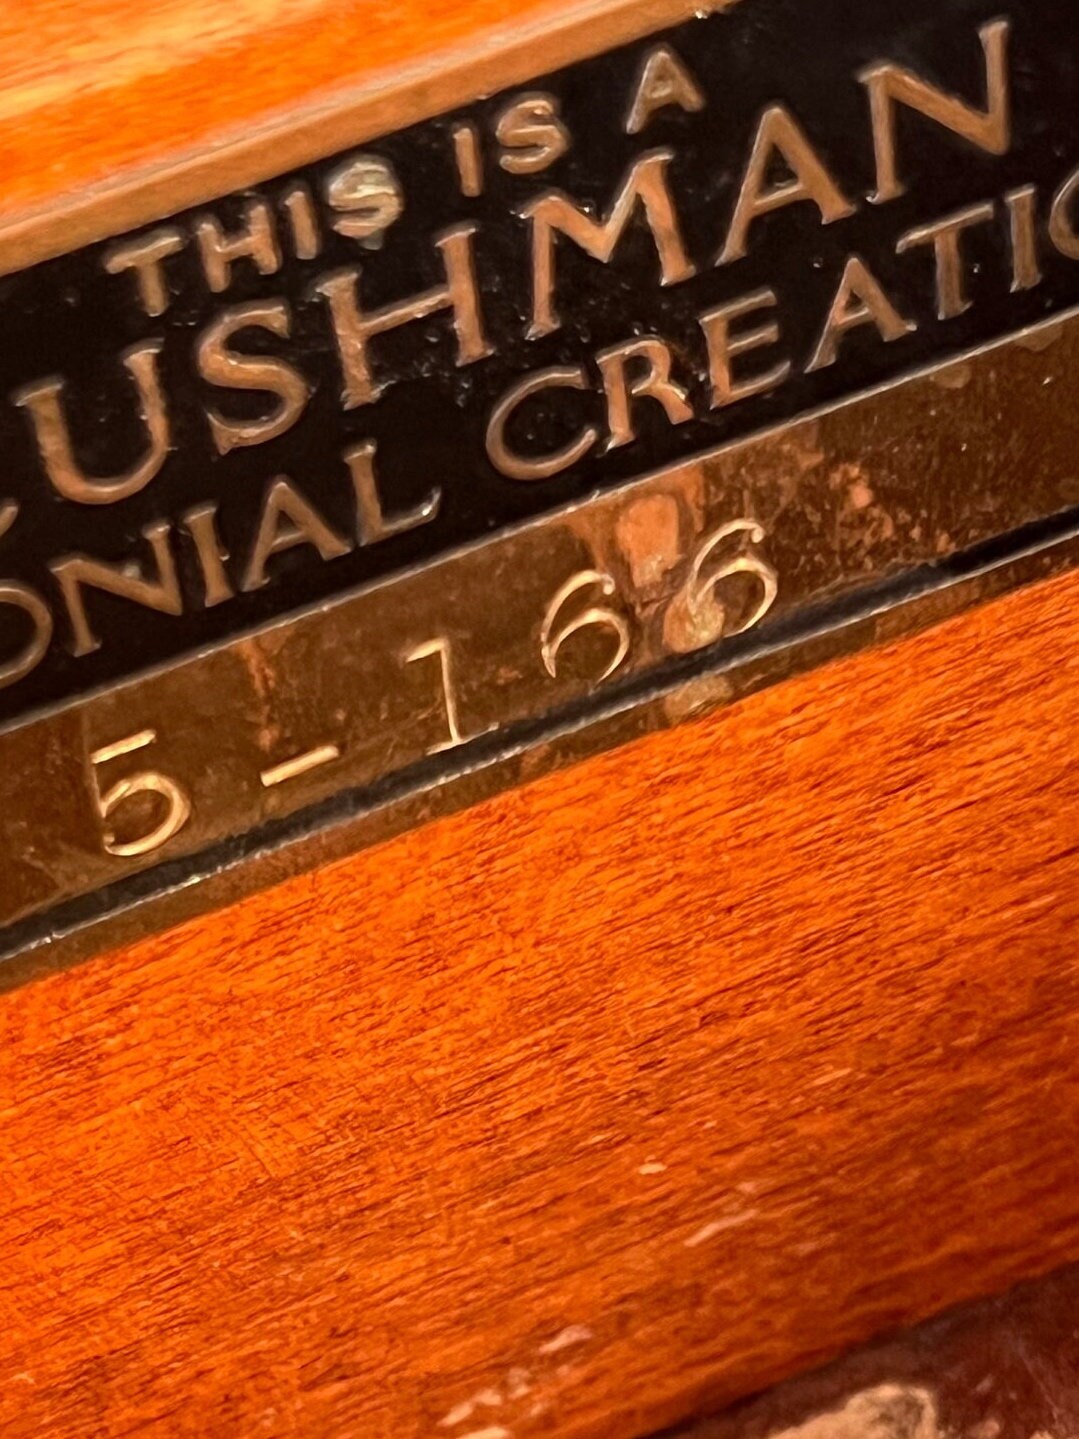 THIS IS A
USHMAN
ONIAL CREATIO
5-166